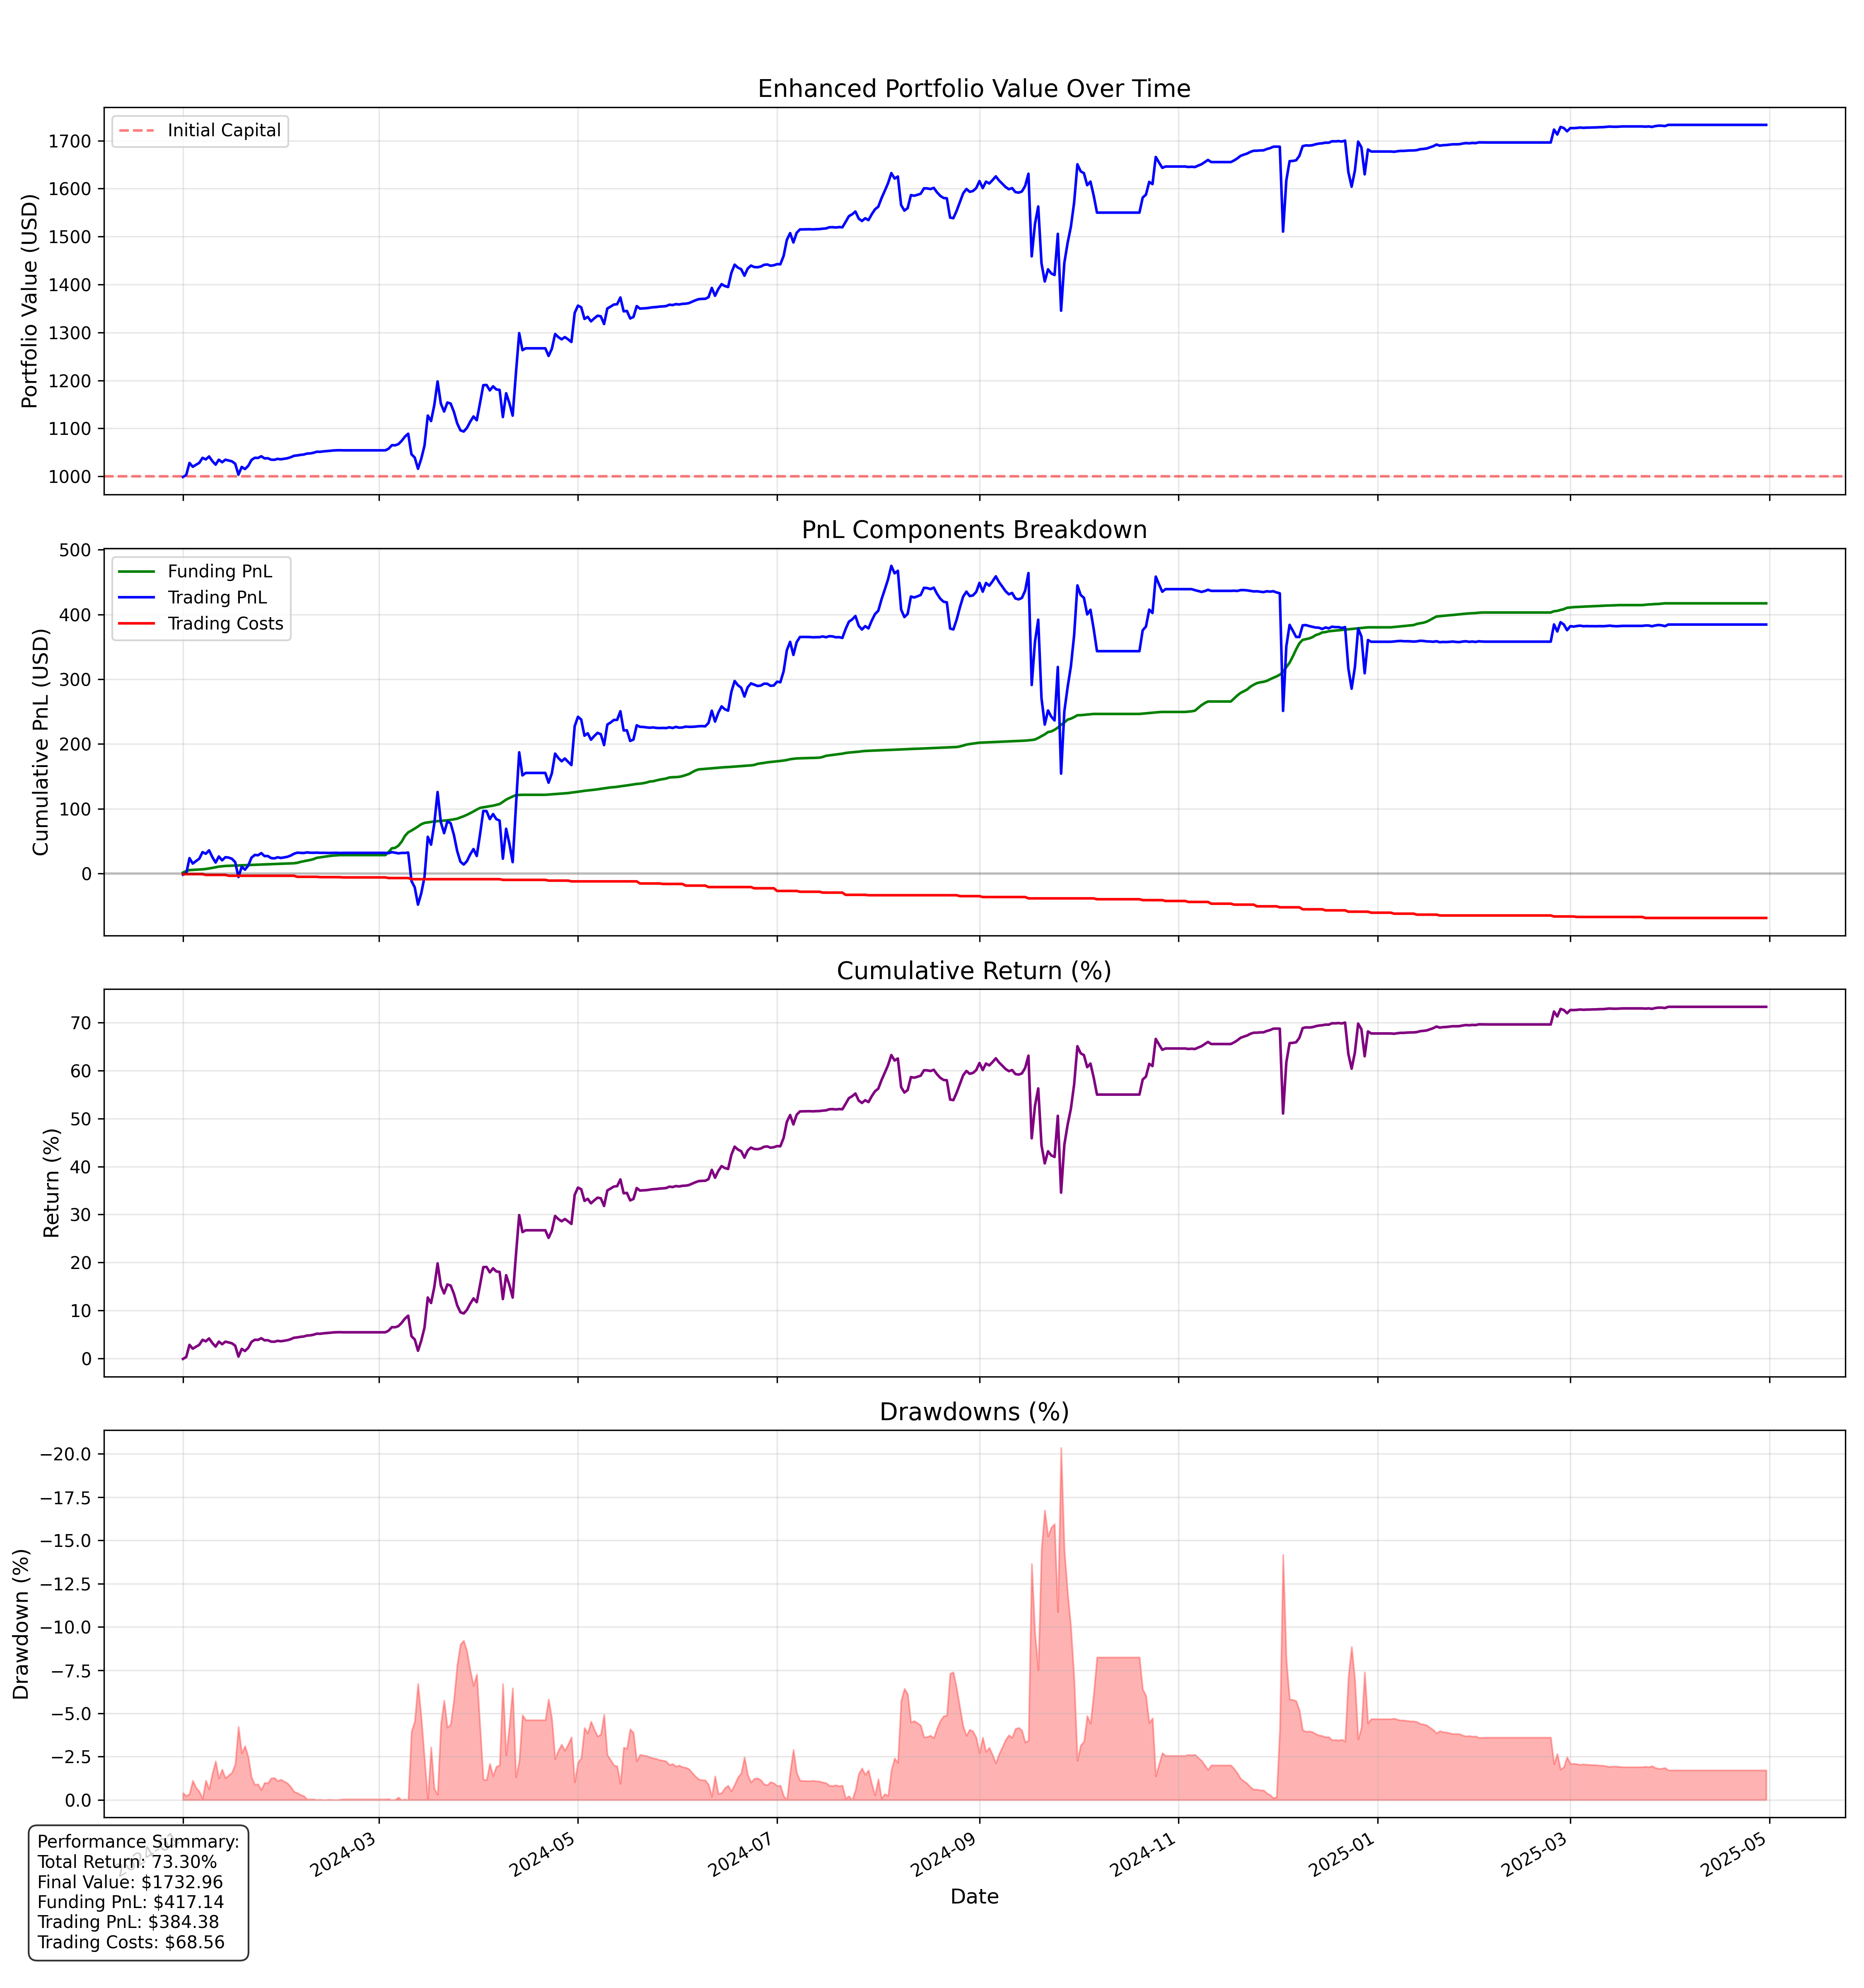 Enhanced Portfolio Value Over Time
Initial Capital
Portfolio Value (USD)
1700
1600
1500
1400
1300
1200
1100
1000
PnL Components Breakdown
Funding PnL
Trading PnL
Trading Costs
Cumulative PnL (USD)
500
400
300
200
100
0
Cumulative Return (%)
Return (%)
70
60
50
40
30
20
10
0
Drawdowns (%)
Drawdown (%)
−20.0
−17.5
−15.0
−12.5
−10.0
−7.5
−5.0
−2.5
0.0
2024-03
2024-05
2024-07
2024-09
2024-11
2025-01
2025-03
2025-05
Date
Performance Summary:
Total Return: 73.30%
Final Value: $1732.96
Funding PnL: $417.14
Trading PnL: $384.38
Trading Costs: $68.56